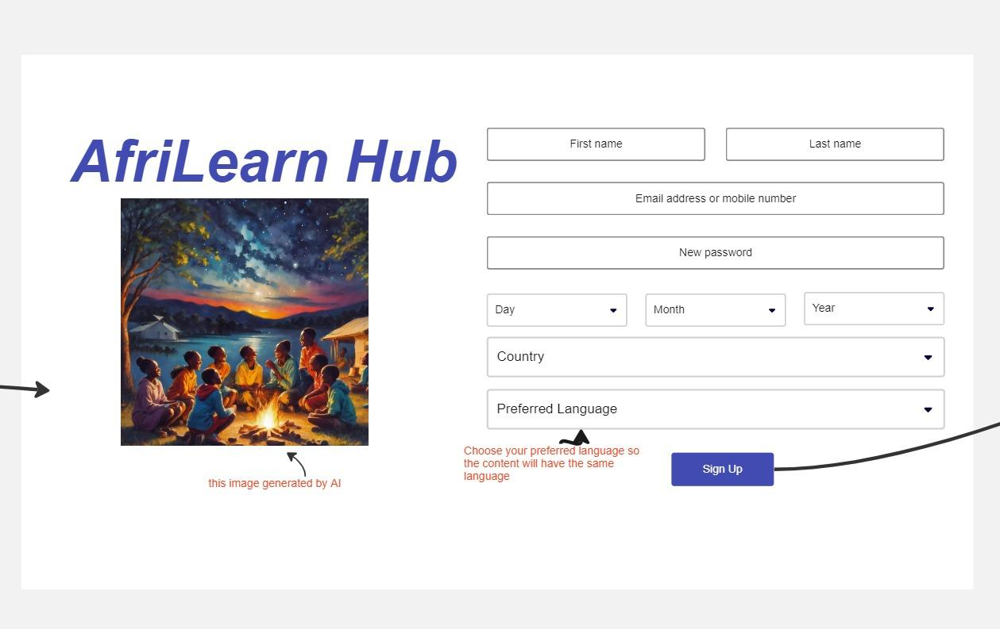 AfriLearn Hub
First name
Last name
Email address or mobile number
New password
Day
Month
Year
Country
Preferred Language
Choose your preferred language so
the content will have the same
language
Sign Up
this image generated by AI